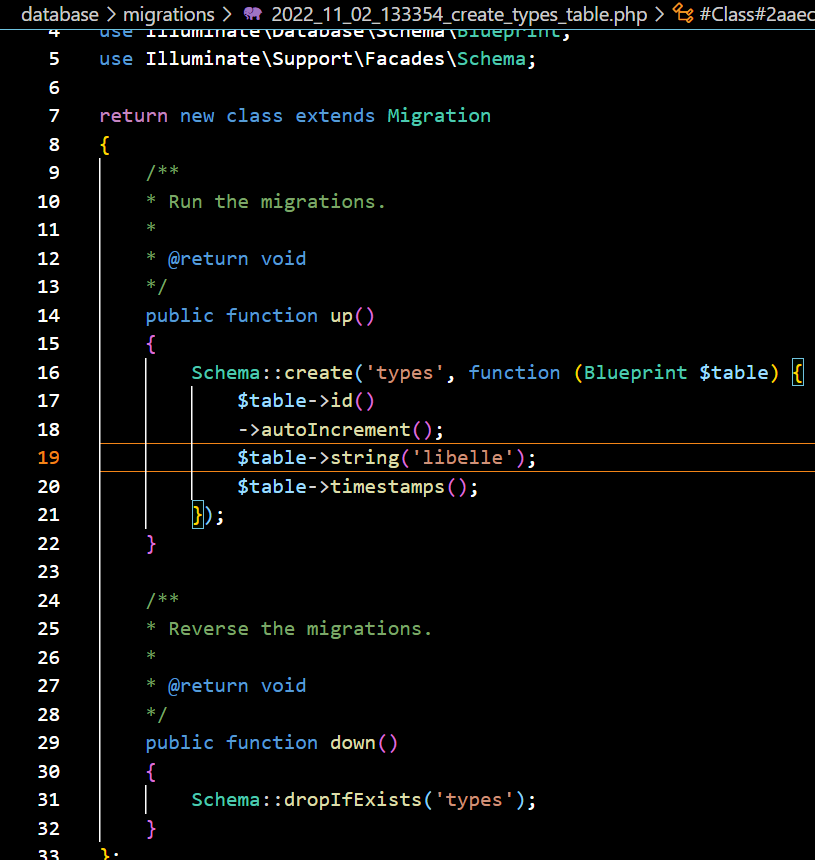 database > migrations > 2022_11_02_133354_create_types_table.php > #Class#2aaec
4 use Illuminate\Database\Schema\Blueprint;
5 use Illuminate\Support\Facades\Schema;
6
7 return new class extends Migration
8 {
9 /**
10 * Run the migrations.
11 *
12 * @return void
13 */
14 public function up()
15 {
16 Schema::create('types', function (Blueprint $table) {
17 $table->id()
18 ->autoIncrement();
19 $table->string('libelle');
20 $table->timestamps();
21 });
22 }
23
24 /**
25 * Reverse the migrations.
26 *
27 * @return void
28 */
29 public function down()
30 {
31 Schema::dropIfExists('types');
32 }
33 };